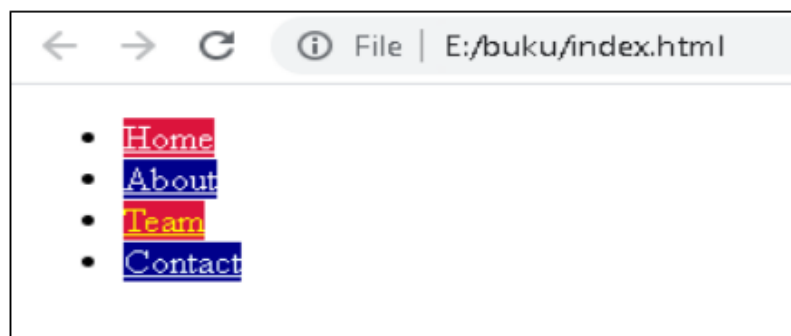 File | E:/buku/index.html
Home
About
Team
Contact